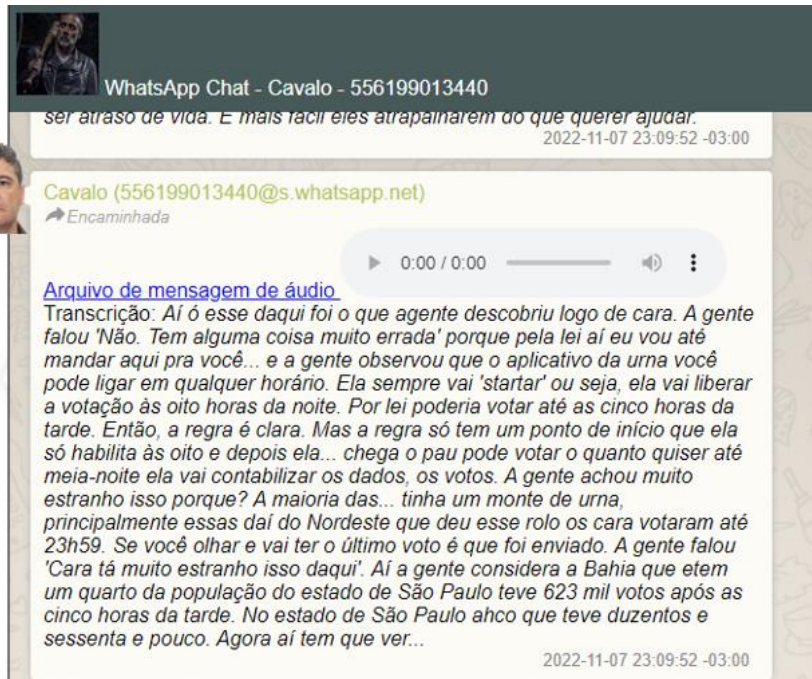 WhatsApp Chat - Cavalo - 556199013440
ser atraso de vida. E mais fácil eles atrapalharem do que querer ajudar.
2022-11-07 23:09:52 -03:00
Cavalo (556199013440@s.whatsapp.net)
Encaminhada
0:00 / 0:00
Arquivo de mensagem de áudio
Transcrição: Aí ó esse daqui foi o que agente descobriu logo de cara. A gente
falou 'Não. Tem alguma coisa muito errada' porque pela lei aí eu vou até
mandar aqui pra você... e a gente observou que o aplicativo da urna você
pode ligar em qualquer horário. Ela sempre vai 'startar' ou seja, ela vai liberar
a votação às oito horas da noite. Por lei poderia votar até as cinco horas da
tarde. Então, a regra é clara. Mas a regra só tem um ponto de início que ela
só habilita às oito e depois ela... chega o pau pode votar o quanto quiser até
meia-noite ela vai contabilizar os dados, os votos. A gente achou muito
estranho isso porque? A maioria das... tinha um monte de urna,
principalmente essas daí do Nordeste que deu esse rolo os cara votaram até
23h59. Se você olhar e vai ter o último voto é que foi enviado. A gente falou
'Cara tá muito estranho isso daqui'. Aí a gente considera a Bahia que etem
um quarto da população do estado de São Paulo teve 623 mil votos após as
cinco horas da tarde. No estado de São Paulo ahco que teve duzentos e
sessenta e pouco. Agora aí tem que ver...
2022-11-07 23:09:52 -03:00